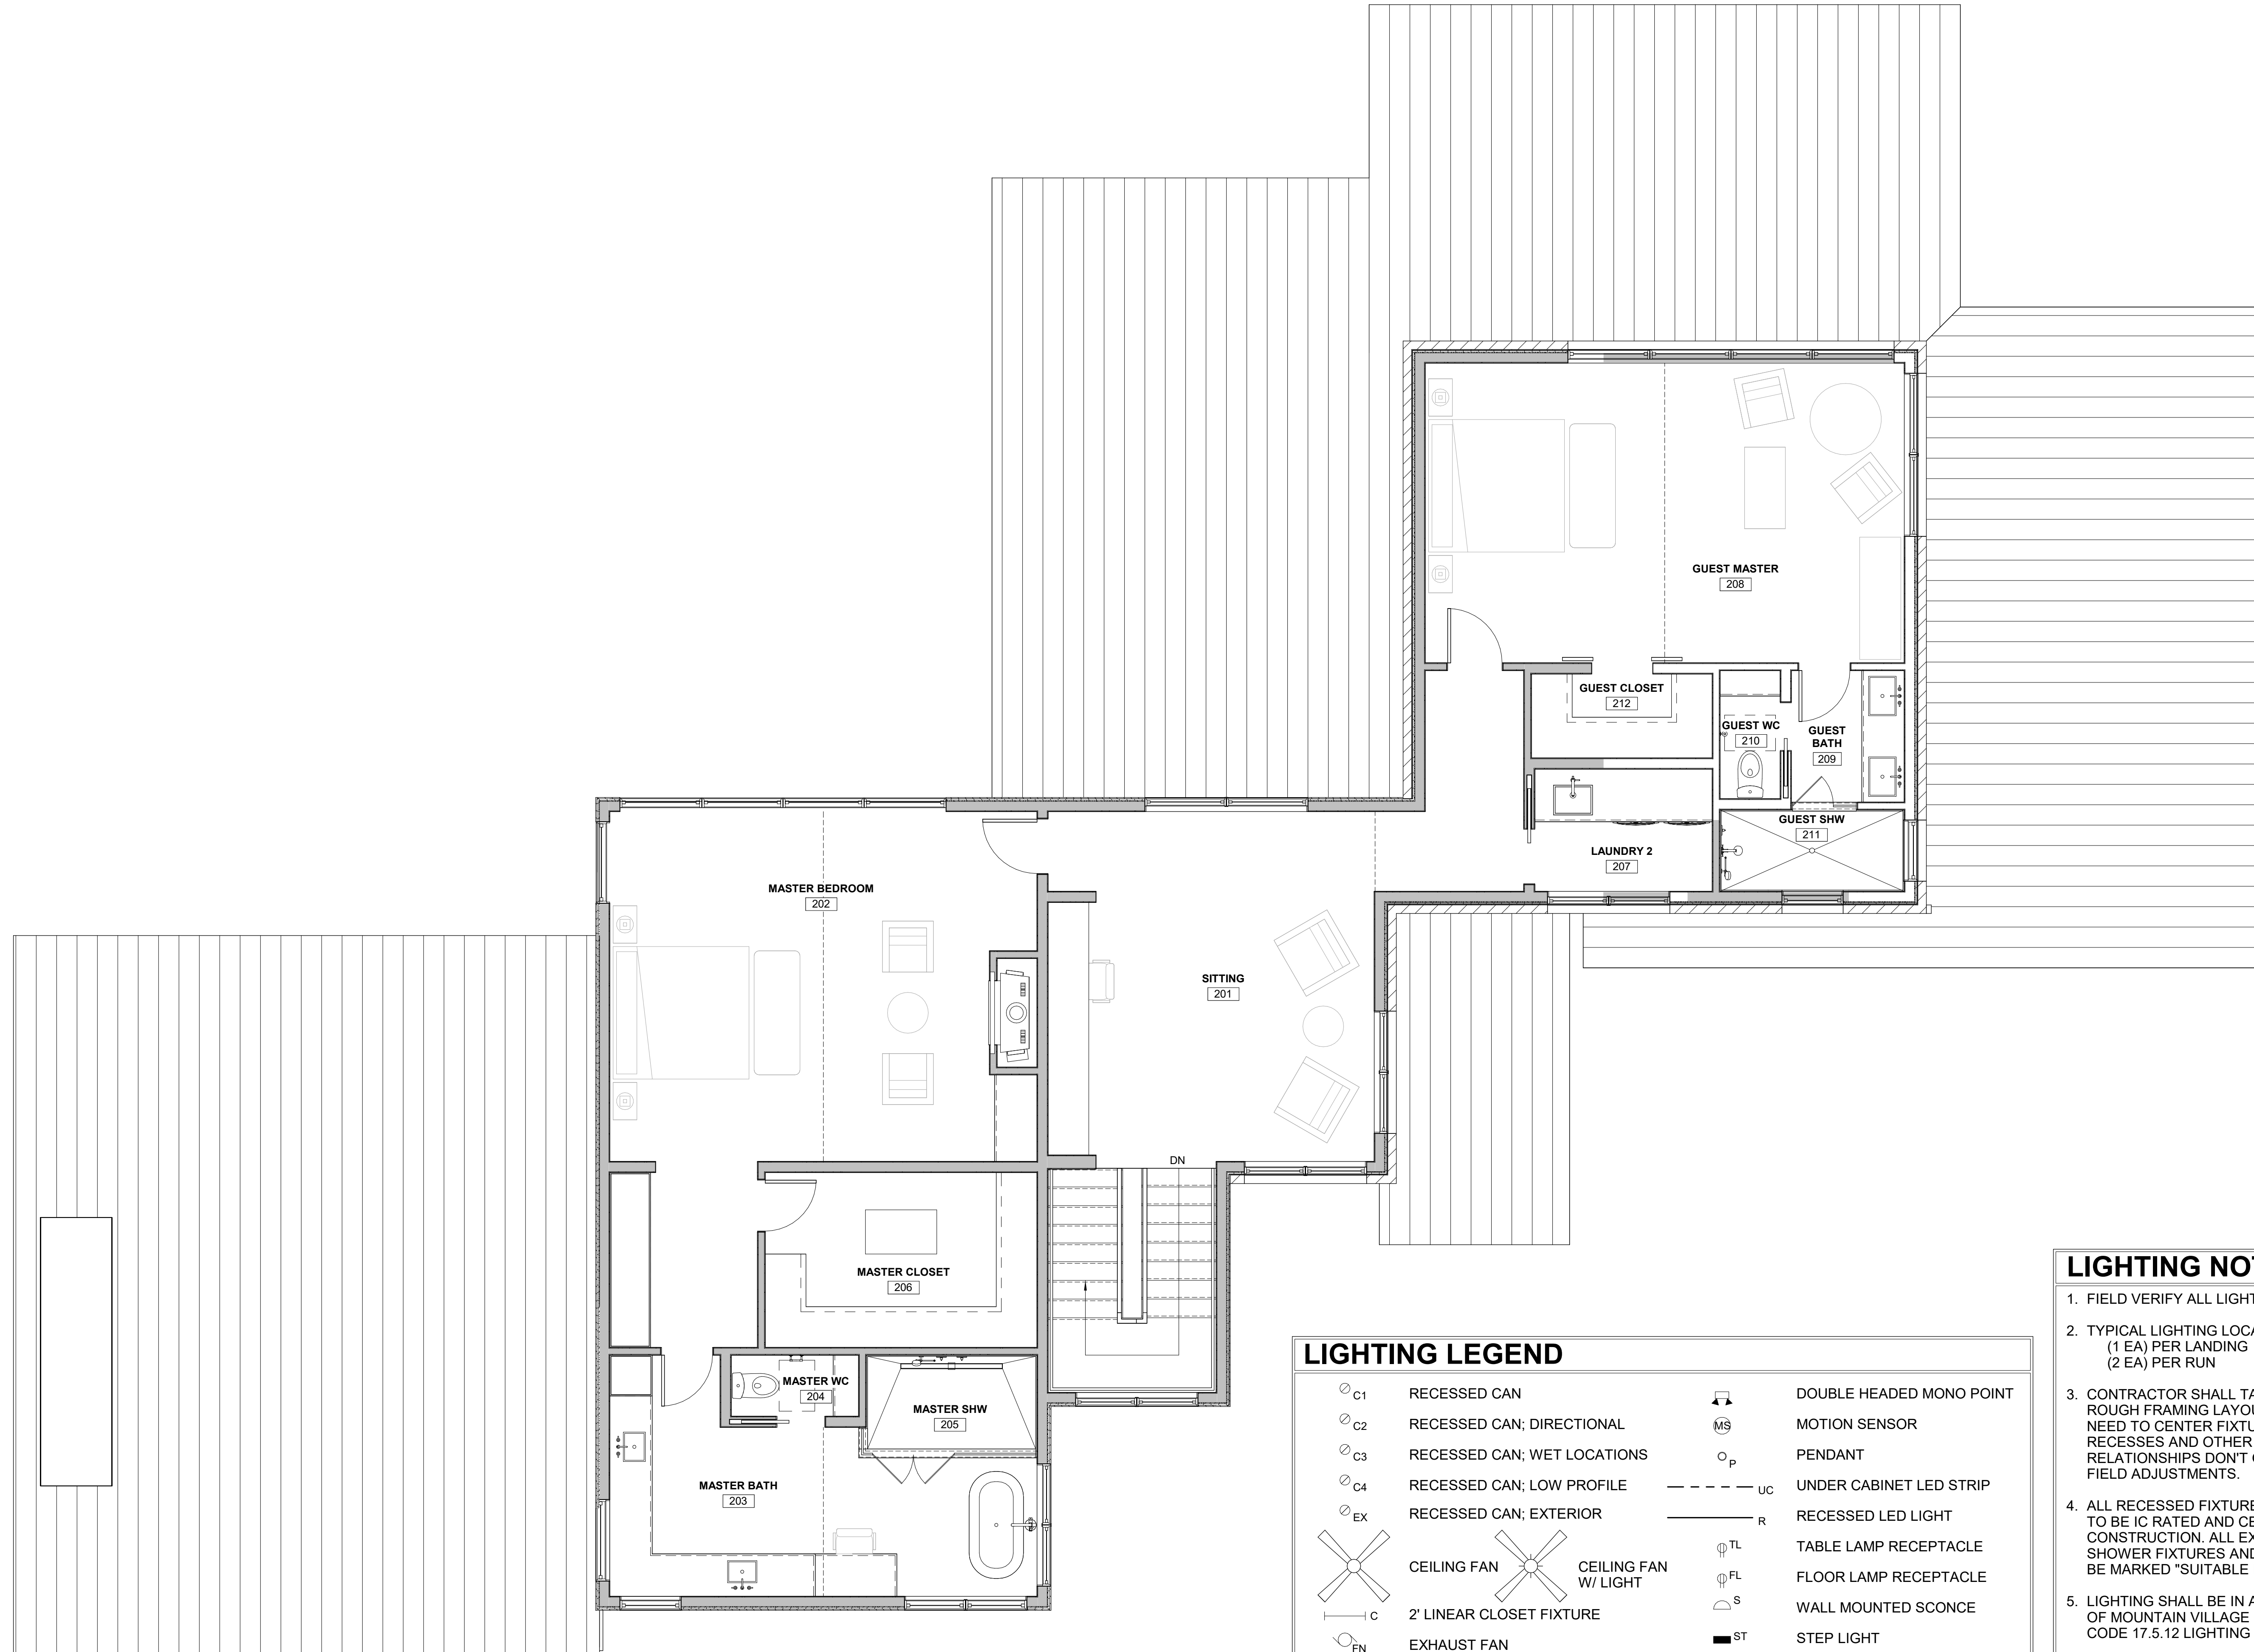 GUEST MASTER
208
GUEST CLOSET
212
GUEST WC
210
GUEST
BATH
209
GUEST SHW
211
LAUNDRY 2
207
MASTER BEDROOM
202
SITTING
201
DN
MASTER CLOSET
206
MASTER WC
204
MASTER SHW
205
MASTER BATH
203
LIGHTING LEGEND
C1 RECESSED CAN
C2 RECESSED CAN; DIRECTIONAL
C3 RECESSED CAN; WET LOCATIONS
C4 RECESSED CAN; LOW PROFILE
EX RECESSED CAN; EXTERIOR
CEILING FAN
CEILING FAN
W/ LIGHT
C 2' LINEAR CLOSET FIXTURE
FN EXHAUST FAN
DOUBLE HEADED MONO POINT
MS MOTION SENSOR
P PENDANT
UC UNDER CABINET LED STRIP
R RECESSED LED LIGHT
TL TABLE LAMP RECEPTACLE
FL FLOOR LAMP RECEPTACLE
S WALL MOUNTED SCONCE
ST STEP LIGHT
LIGHTING NO
1. FIELD VERIFY ALL LIGHT
2. TYPICAL LIGHTING LOCA
(1 EA) PER LANDING
(2 EA) PER RUN
3. CONTRACTOR SHALL TA
ROUGH FRAMING LAYOU
NEED TO CENTER FIXTU
RECESSES AND OTHER
RELATIONSHIPS DON'T
FIELD ADJUSTMENTS.
4. ALL RECESSED FIXTURE
TO BE IC RATED AND CE
CONSTRUCTION. ALL EX
SHOWER FIXTURES AND
BE MARKED "SUITABLE
5. LIGHTING SHALL BE IN A
OF MOUNTAIN VILLAGE
CODE 17.5.12 LIGHTING